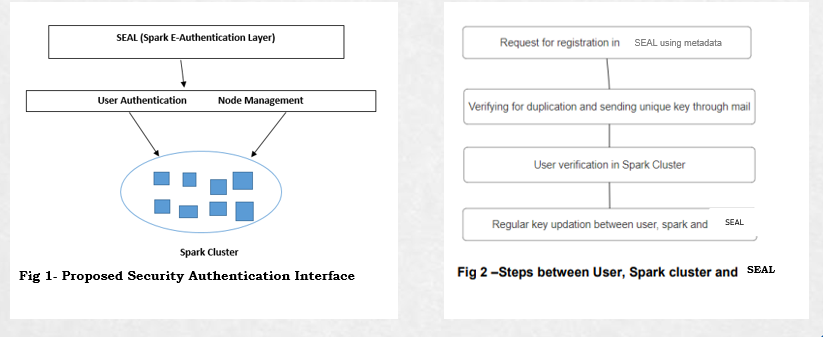 SEAL (Spark E-Authentication Layer)
User Authentication Node Management
Spark Cluster
Fig 1- Proposed Security Authentication Interface
Request for registration in SEAL using metadata
Verifying for duplication and sending unique key through mail
User verification in Spark Cluster
Regular key updation between user, spark and SEAL
Fig 2 –Steps between User, Spark cluster and SEAL